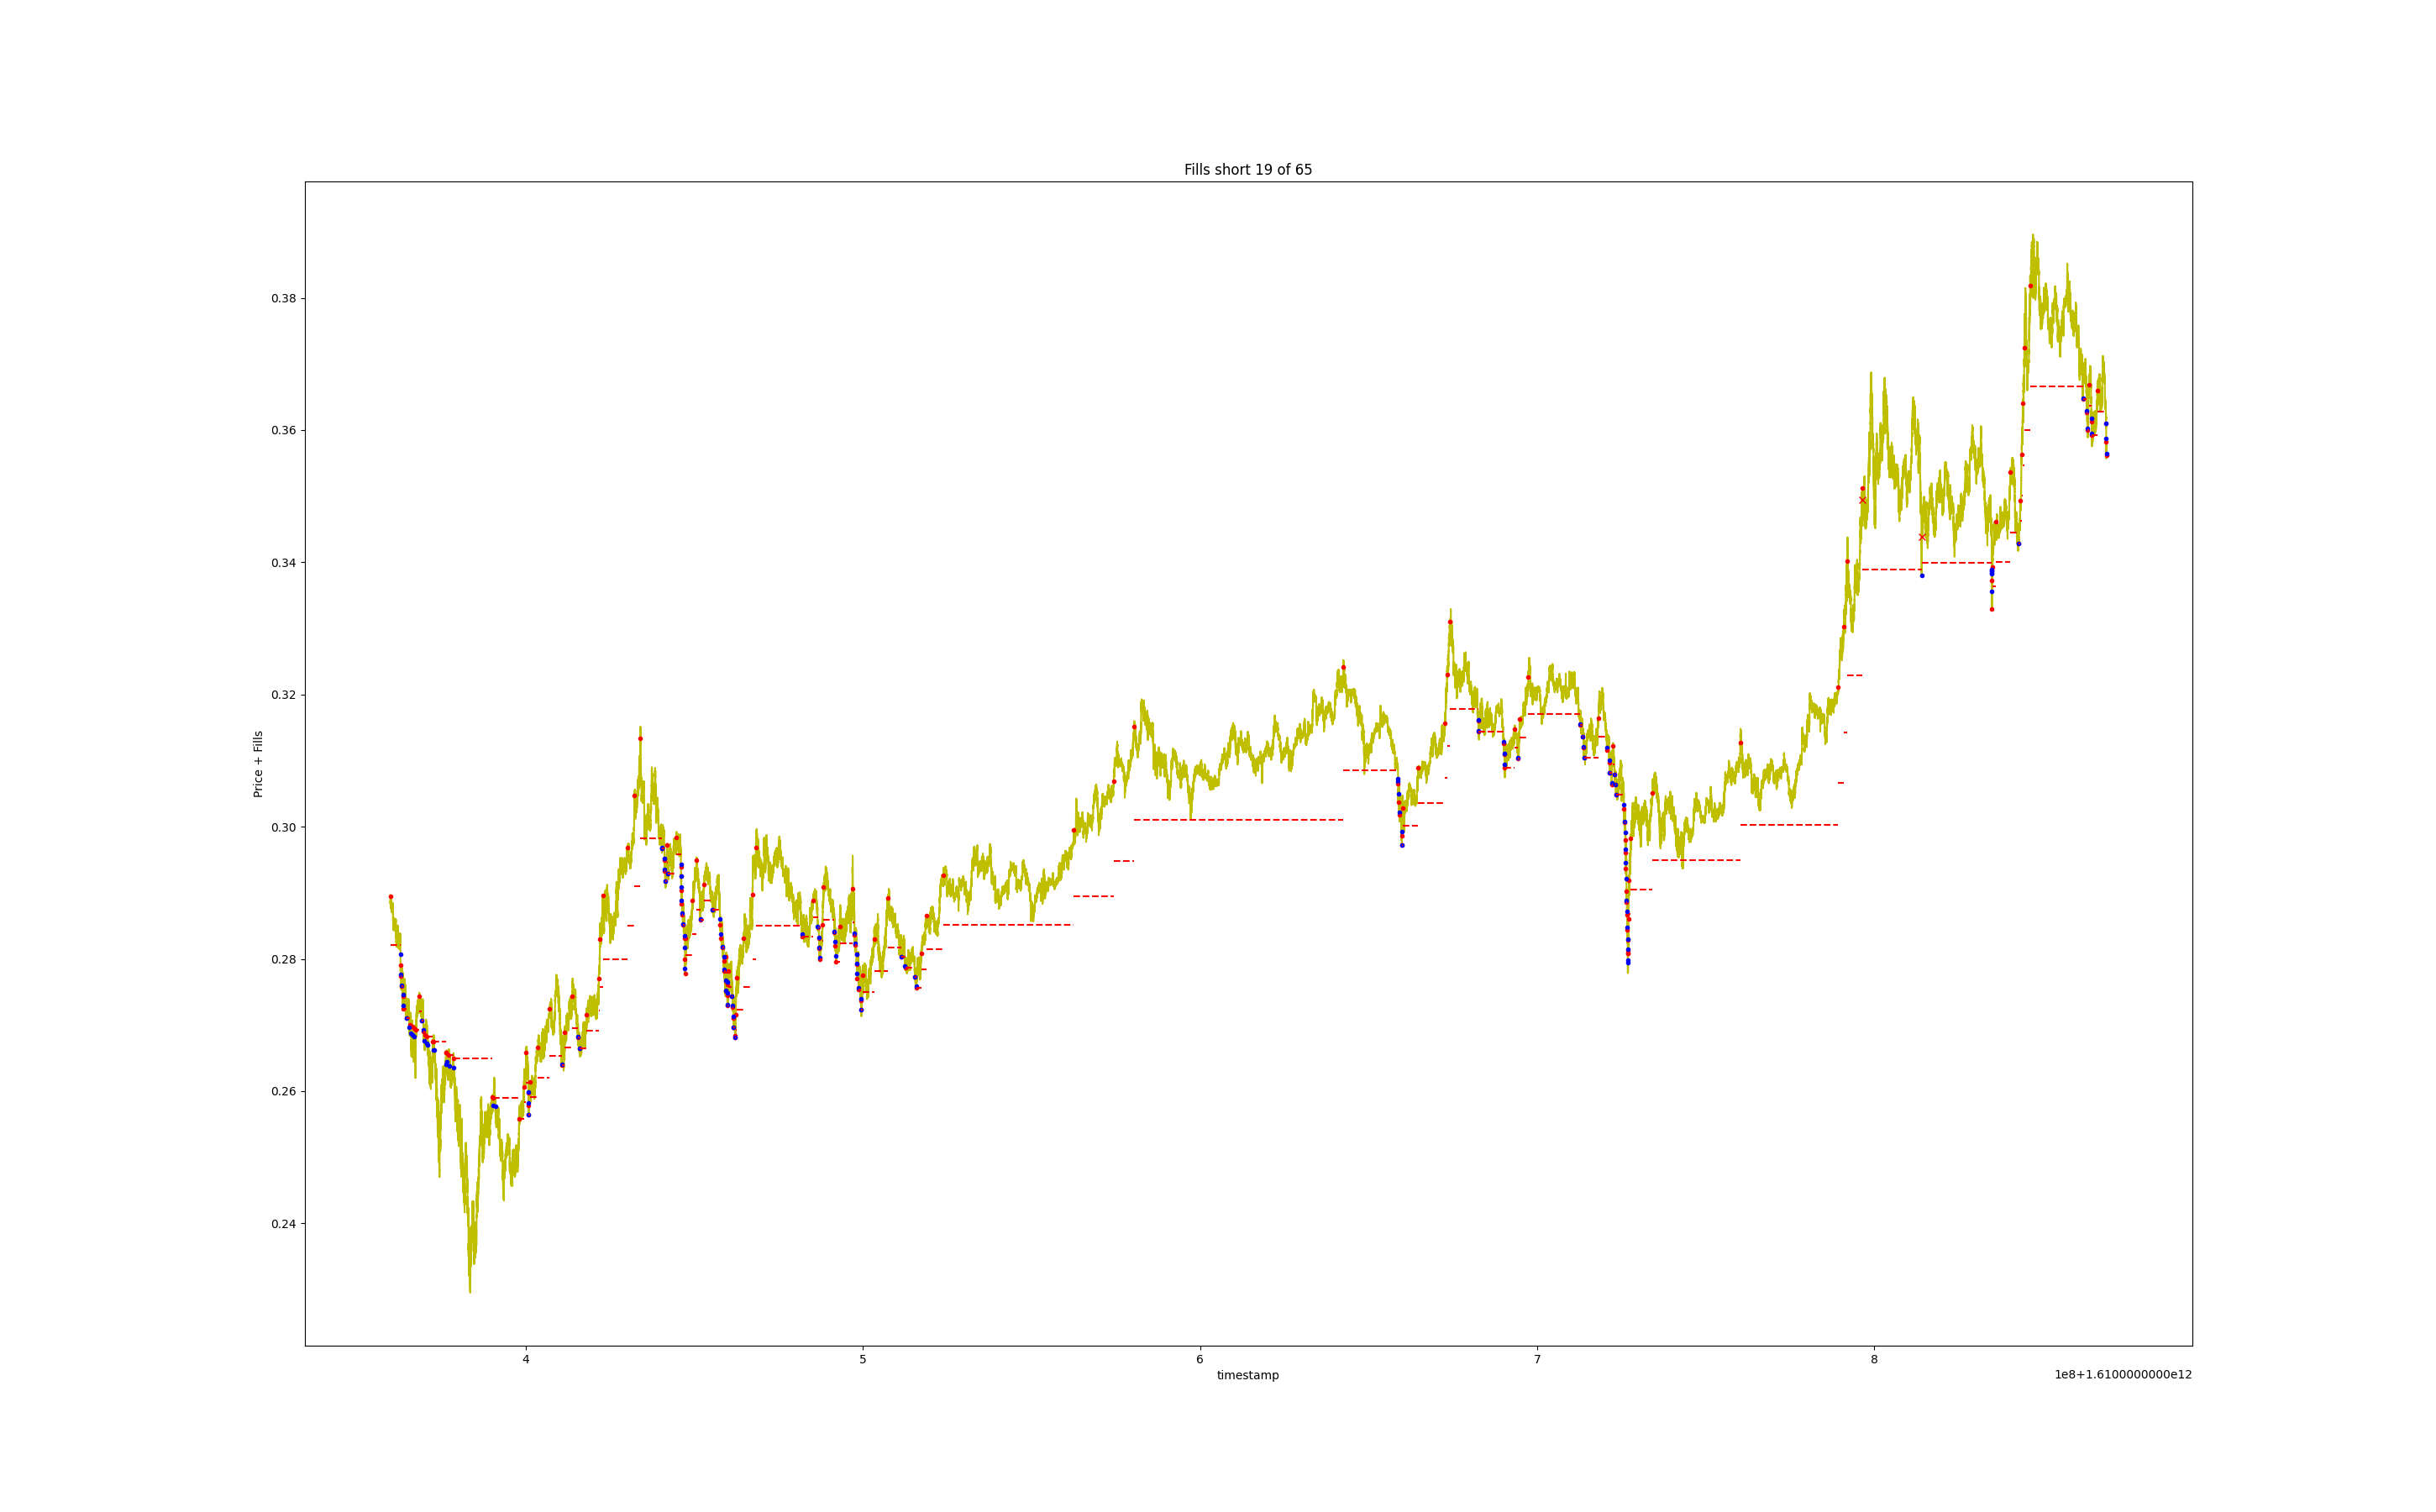 Fills short 19 of 65
Price + Fills
0.38
0.36
0.34
0.32
0.30
0.28
0.26
0.24
4 5 6 7 8
timestamp
1e8+1.6100000000e12